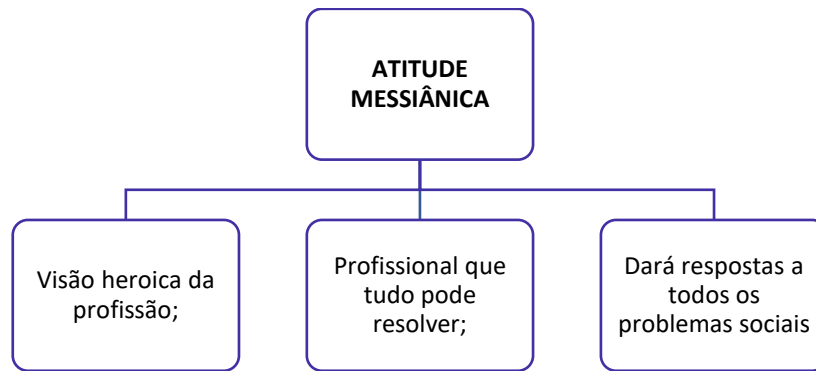 ATITUDE
MESSIÂNICA
Visão heroica da
profissão;
Profissional que
tudo pode
resolver;
Dará respostas a
todos os
problemas sociais